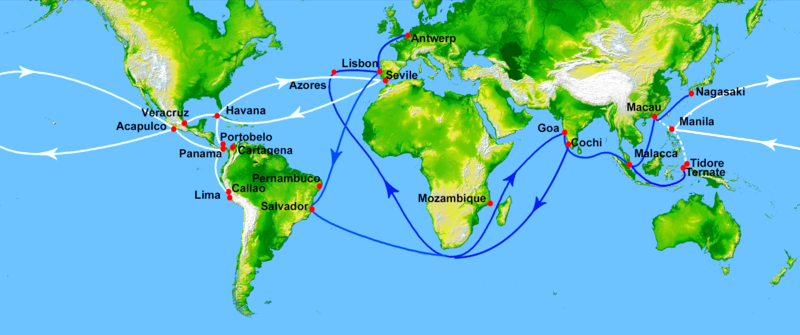 Antwerp
Lisbon
Sevile
Azores
Nagasaki
Veracruz
Havana
Macau
Acapulco
Manila
Goa
Portobelo
Cochi
Panama
Cartagena
Malacca
Tidore
Ternate
Pernambuco
Callao
Lima
Mozambique
Salvador